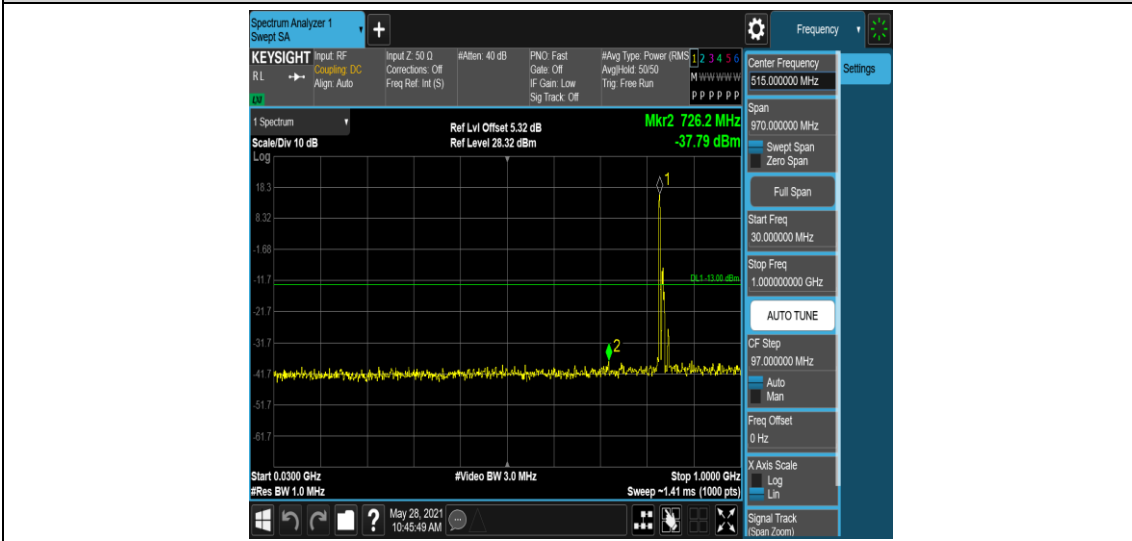 Spectrum Analyzer 1
Swept SA
+
Frequency
KEYSIGHT
RL
LXI
Input: RF
Coupling: DC
Align: Auto
Input Z: 50 Ω
Corrections: Off
Freq Ref: Int (S)
#Atten: 40 dB
PNO: Fast
Gate: Off
IF Gain: Low
Sig Track: Off
#Avg Type: Power (RMS
Avg|Hold: 50/50
Trig: Free Run
1 2 3 4 5 6
M W W W W W
P P P P P P
1 Spectrum
Scale/Div 10 dB
Log
Ref Lvl Offset 5.32 dB
Ref Level 28.32 dBm
Mkr2 726.2 MHz
-37.79 dBm
18.3
8.32
-1.68
-11.7
-21.7
-31.7
-41.7
-51.7
-61.7
1
DL1 -13.00 dBm
2
Start 0.0300 GHz
#Res BW 1.0 MHz
#Video BW 3.0 MHz
Stop 1.0000 GHz
Sweep ~1.41 ms (1000 pts)
?
May 28, 2021
10:45:49 AM
Center Frequency
515.000000 MHz
Settings
Span
970.000000 MHz
Swept Span
Zero Span
Full Span
Start Freq
30.000000 MHz
Stop Freq
1.000000000 GHz
AUTO TUNE
CF Step
97.000000 MHz
Auto
Man
Freq Offset
0 Hz
X Axis Scale
Log
Lin
Signal Track
(Span Zoom)